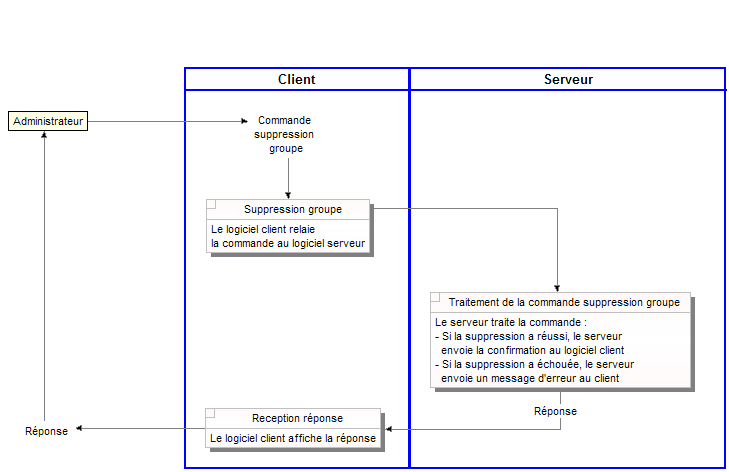 Client
Serveur
Administrateur
Commande
suppression
groupe
Suppression groupe
Le logiciel client relaie
la commande au logiciel serveur
Traitement de la commande suppression groupe
Le serveur traite la commande :
- Si la suppression a réussi, le serveur
envoie la confirmation au logiciel client
- Si la suppression a échouée, le serveur
envoie un message d'erreur au client
Réponse
Reception réponse
Le logiciel client affiche la réponse
Réponse